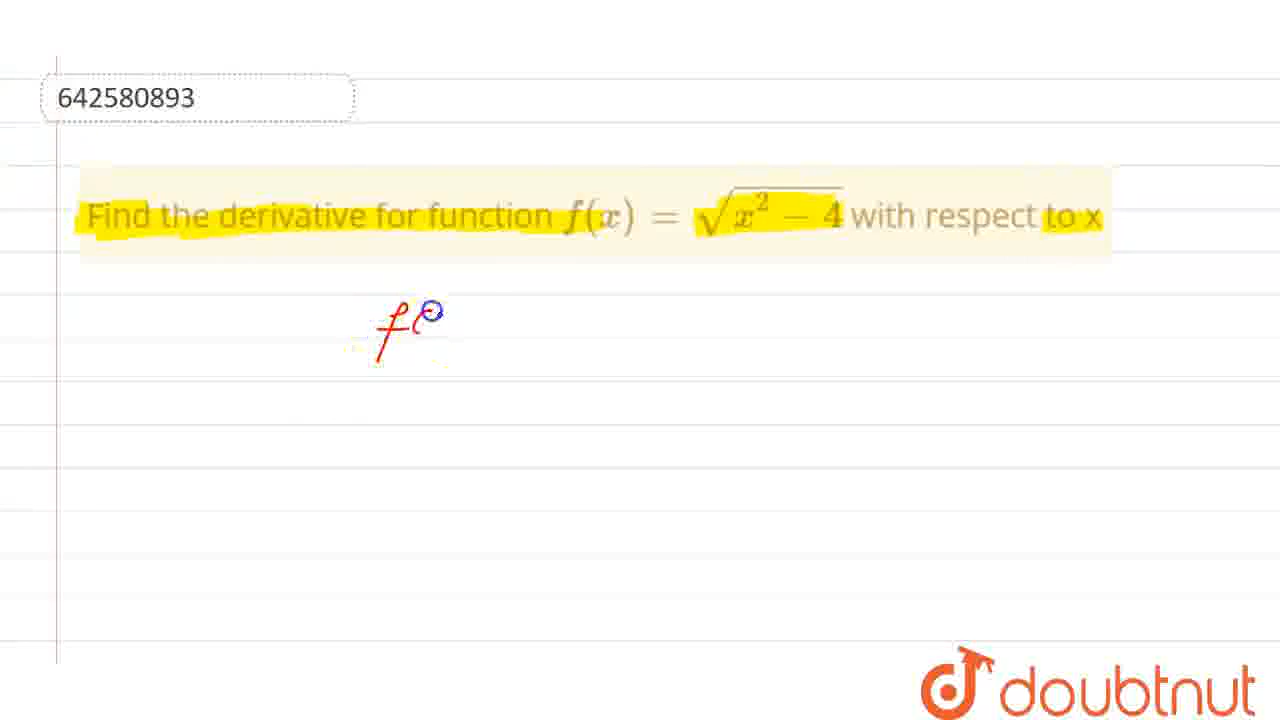 642580893
Find the derivative for function f(x) = √(x² − 4) with respect to x
f(
doubtnut